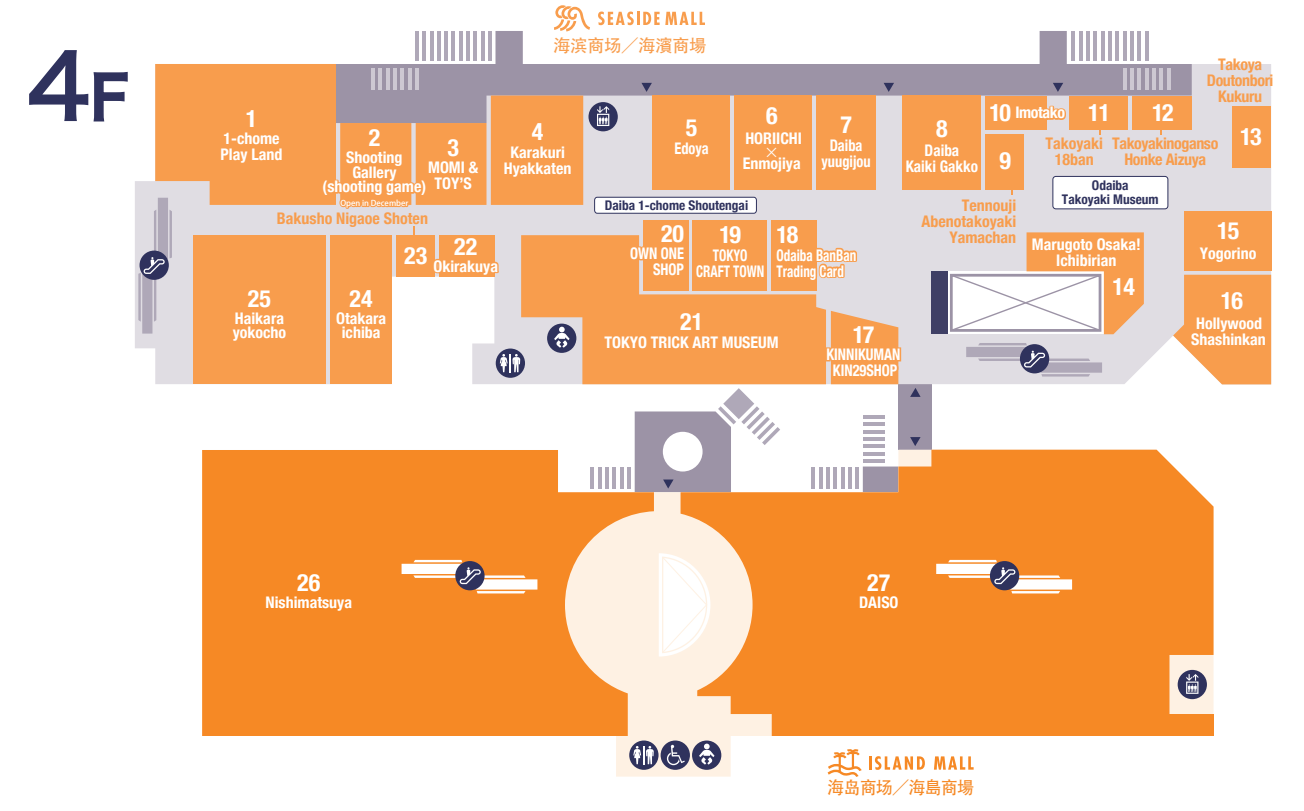 SEASIDE MALL
海滨商场／海濱商場
4F
1
1-chome
Play Land
2
Shooting
Gallery
(shooting game)
Open in December.
3
MOMI &
TOY'S
4
Karakuri
Hyakkaten
5
Edoya
6
HORIICHI
×
Enmojiya
7
Daiba
yuugijou
8
Daiba
Kaiki Gakko
10 Imotako
9
Tennouji
Abenotakoyaki
Yamachan
11
Takoyaki
18ban
12
Takoyakinoganso
Honke Aizuya
Takoya
Doutonbori
Kukuru
13
Odaiba
Takoyaki Museum
Daiba 1-chome Shoutengai
Bakusho Nigaoe Shoten
23
22
Okirakuya
20
OWN ONE
SHOP
19
TOKYO
CRAFT TOWN
18
Odaiba BanBan
Trading Card
Marugoto Osaka!
Ichibirian
14
15
Yogorino
16
Hollywood
Shashinkan
25
Haikara
yokocho
24
Otakara
ichiba
21
TOKYO TRICK ART MUSEUM
17
KINNIKUMAN
KIN29SHOP
26
Nishimatsuya
27
DAISO
ISLAND MALL
海岛商场／海島商場